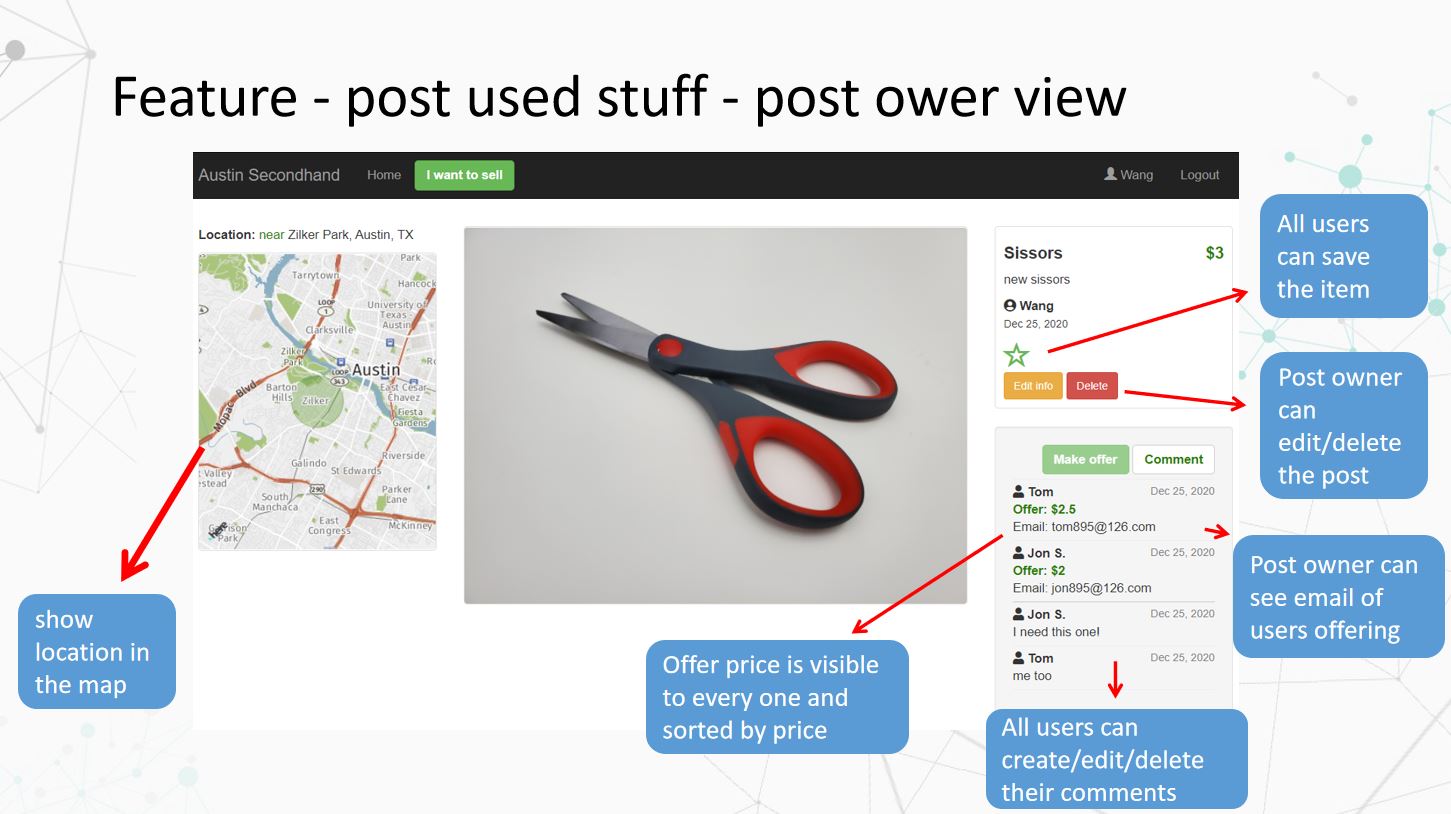 Feature - post used stuff - post ower view
Austin Secondhand Home I want to sell Wang Logout
Location: near Zilker Park, Austin, TX
Park
Tarrytown
Hancock
LOOP
1
University of
Texas -
Austin
Clarksville
Zilker
Park
LOOP
343
Austin
Barton
Hills
Zilker
East Cesar
Chavez
Mopac Blvd
Fiesta
Gardens
Riverside
Galindo
St Edwards
Valley
estead
290
Parker
Lane
South
Manchaca
East
Congress
McKinney
Garrison
Park
here
Sissors $3
new sissors
Wang
Dec 25, 2020
Edit info Delete
Make offer Comment
Tom Dec 25, 2020
Offer: $2.5
Email: tom895@126.com
Jon S. Dec 25, 2020
Offer: $2
Email: jon895@126.com
Jon S. Dec 25, 2020
I need this one!
Tom Dec 25, 2020
me too
All users
can save
the item
Post owner
can
edit/delete
the post
Post owner can
see email of
users offering
show
location in
the map
Offer price is visible
to every one and
sorted by price
All users can
create/edit/delete
their comments